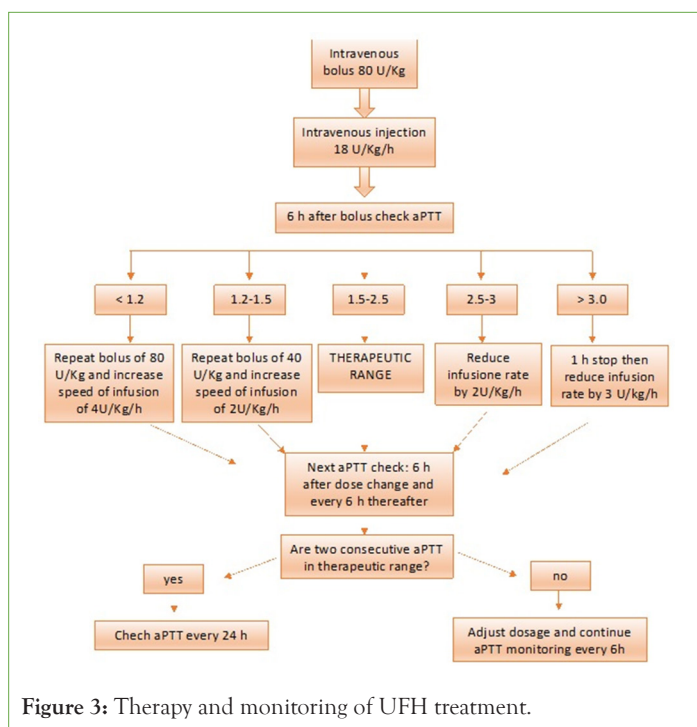 Intravenous
bolus 80 U/Kg
Intravenous injection
18 U/Kg/h
6 h after bolus check aPTT
< 1.2
1.2-1.5
1.5-2.5
2.5-3
> 3.0
Repeat bolus of 80
U/Kg and increase
speed of infusion
of 4U/Kg/h
Repeat bolus of 40
U/Kg and increase
speed of infusion
of 2U/Kg/h
THERAPEUTIC
RANGE
Reduce
infusione rate
by 2U/Kg/h
1 h stop then
reduce infusion
rate by 3 U/kg/h
Next aPTT check: 6 h
after dose change and
every 6 h thereafter
Are two consecutive aPTT
in therapeutic range?
yes
no
Chech aPTT every 24 h
Adjust dosage and continue
aPTT monitoring every 6h
Figure 3: Therapy and monitoring of UFH treatment.